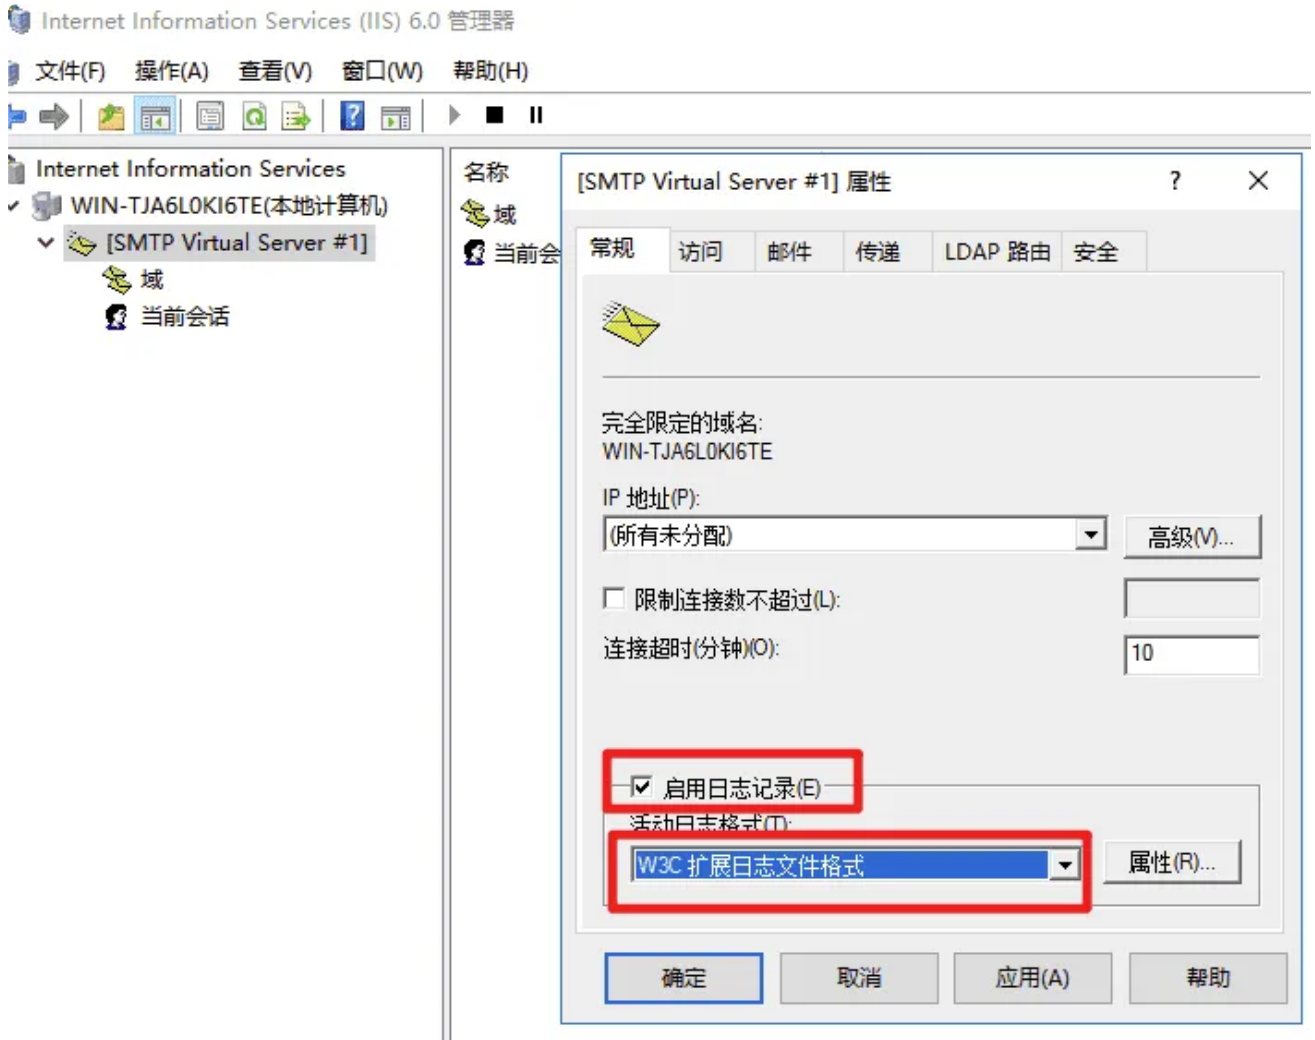 Internet Information Services (IIS) 6.0 管理器
文件(F) 操作(A) 查看(V) 窗口(W) 帮助(H)
Internet Information Services
WIN-TJA6L0KI6TE(本地计算机)
[SMTP Virtual Server #1]
域
当前会话
名称
域
当前会
[SMTP Virtual Server #1] 属性
常规 访问 邮件 传递 LDAP 路由 安全
完全限定的域名:
WIN-TJA6L0KI6TE
IP 地址(P):
(所有未分配) 高级(V)...
限制连接数不超过(L):
连接超时(分钟)(O): 10
启用日志记录(E)
活动日志格式(T):
W3C 扩展日志文件格式 属性(R)...
确定 取消 应用(A) 帮助